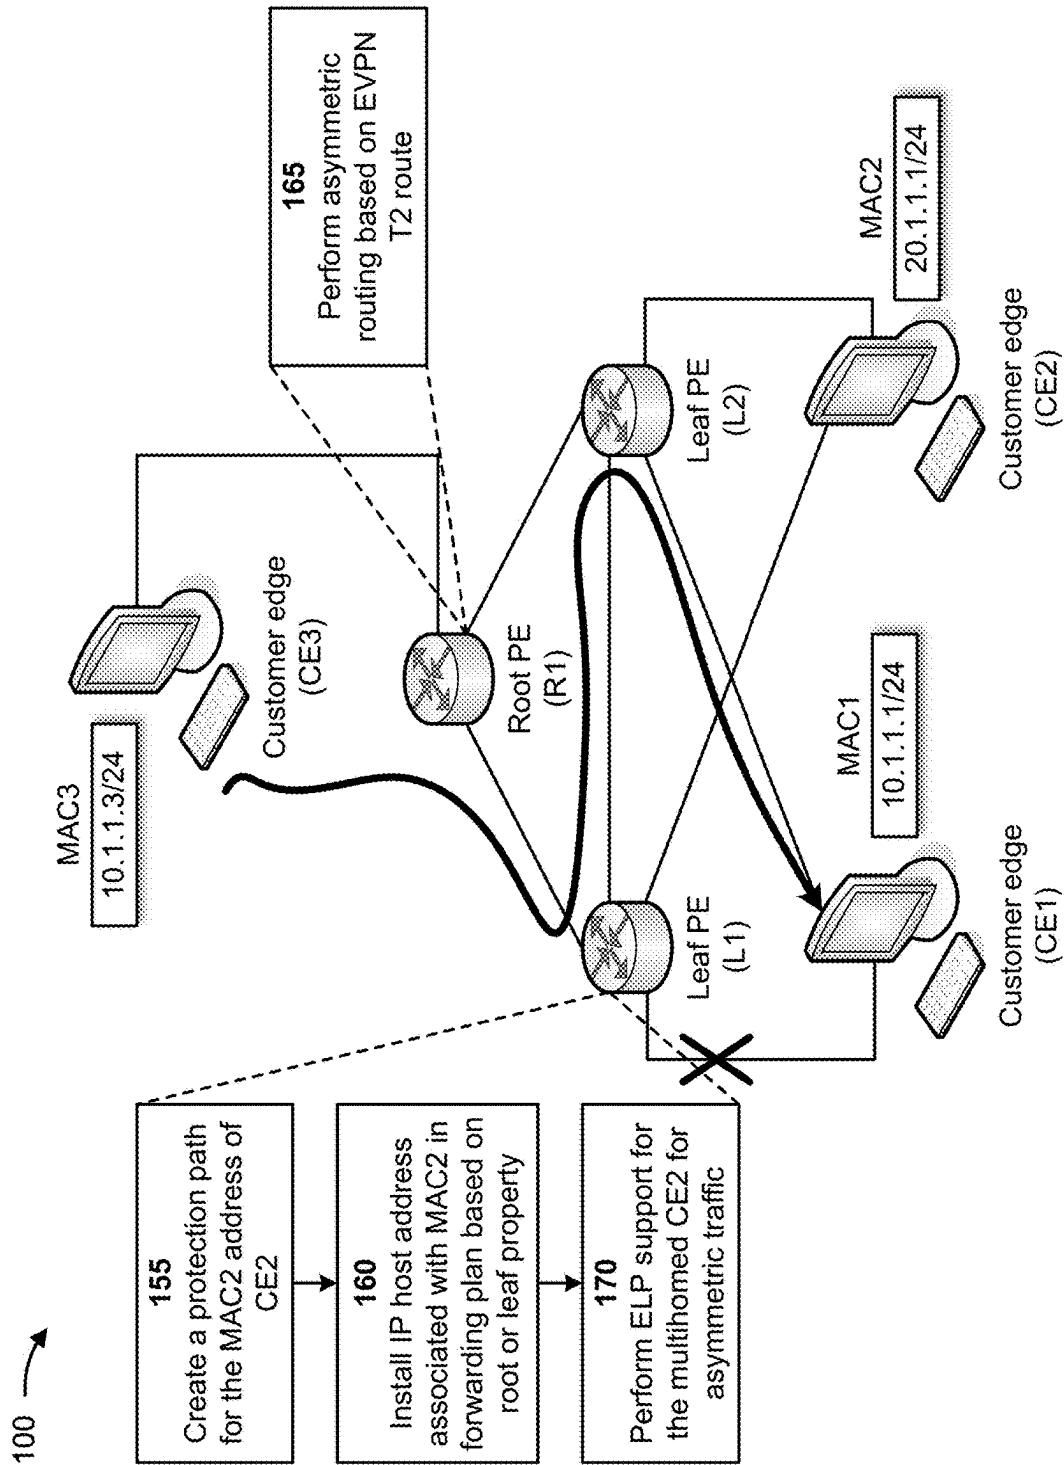 100
155
Create a protection path
for the MAC2 address of
CE2
160
Install IP host address
associated with MAC2 in
forwarding plan based on
root or leaf property
170
Perform ELP support for
the multihomed CE2 for
asymmetric traffic
MAC3
10.1.1.3/24
Customer edge
(CE3)
165
Perform asymmetric
routing based on EVPN
T2 route
Root PE
(R1)
Leaf PE
(L1)
Leaf PE
(L2)
MAC1
10.1.1.1/24
Customer edge
(CE1)
MAC2
20.1.1.1/24
Customer edge
(CE2)